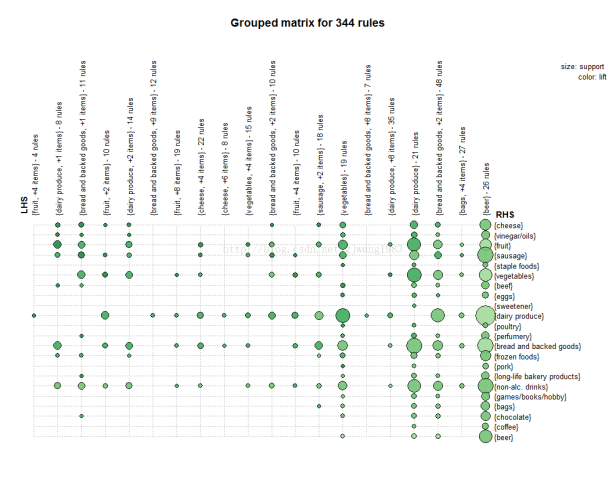 Grouped matrix for 344 rules
size: support
color: lift
{fruit, +4 items} - 4 rules
{dairy produce, +1 items} - 8 rules
{bread and backed goods, +1 items} - 11 rules
{fruit, +2 items} - 10 rules
{dairy produce, +2 items} - 14 rules
{bread and backed goods, +9 items} - 12 rules
{fruit, +8 items} - 19 rules
{cheese, +4 items} - 22 rules
{cheese, +6 items} - 8 rules
{vegetables, +4 items} - 15 rules
{bread and backed goods, +2 items} - 10 rules
{fruit, +4 items} - 10 rules
{sausage, +2 items} - 18 rules
{vegetables} - 19 rules
{bread and backed goods, +6 items} - 7 rules
{dairy produce, +8 items} - 35 rules
{dairy produce} - 21 rules
{bread and backed goods, +2 items} - 48 rules
{bags, +4 items} - 27 rules
{beer} - 26 rules
LHS
RHS
{cheese}
{vinegar/oils}
{fruit}
{sausage}
{staple foods}
{vegetables}
{beef}
{eggs}
{sweetener}
{dairy produce}
{poultry}
{perfumery}
{bread and backed goods}
{frozen foods}
{pork}
{long-life bakery products}
{non-alc. drinks}
{games/books/hobby}
{bags}
{chocolate}
{coffee}
{beer}